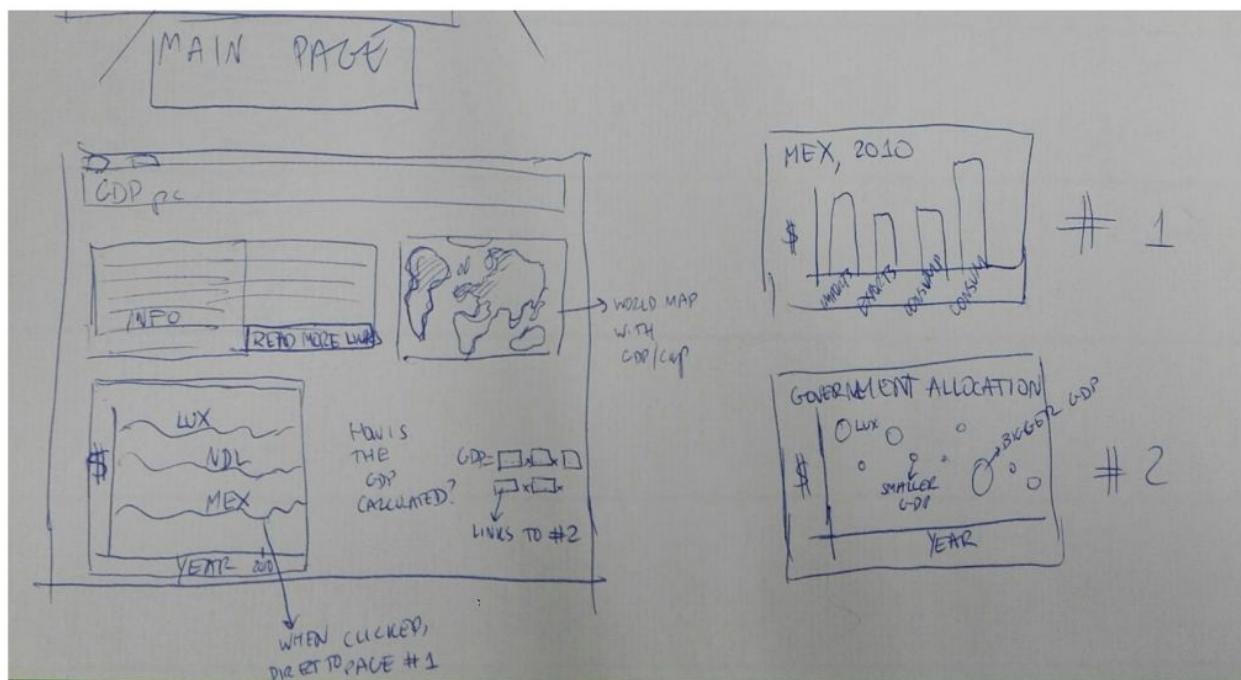 MAIN PAGE
GDP pc
INFO
READ MORE LINKS
WORLD MAP
WITH
GDP/cap
$
LUX
NDL
MEX
YEAR 2010
HOW IS
THE
GDP
CALCULATED?
GDP=
x x
x x
LINKS TO #2
WHEN CLICKED,
DIRECT TO PAGE #1
MEX, 2010
$
EXPORTS
CONSUM
# 1
GOVERNMENT ALLOCATION
LUX
BIGGER GDP
$
SMALLER
GDP
YEAR
# 2